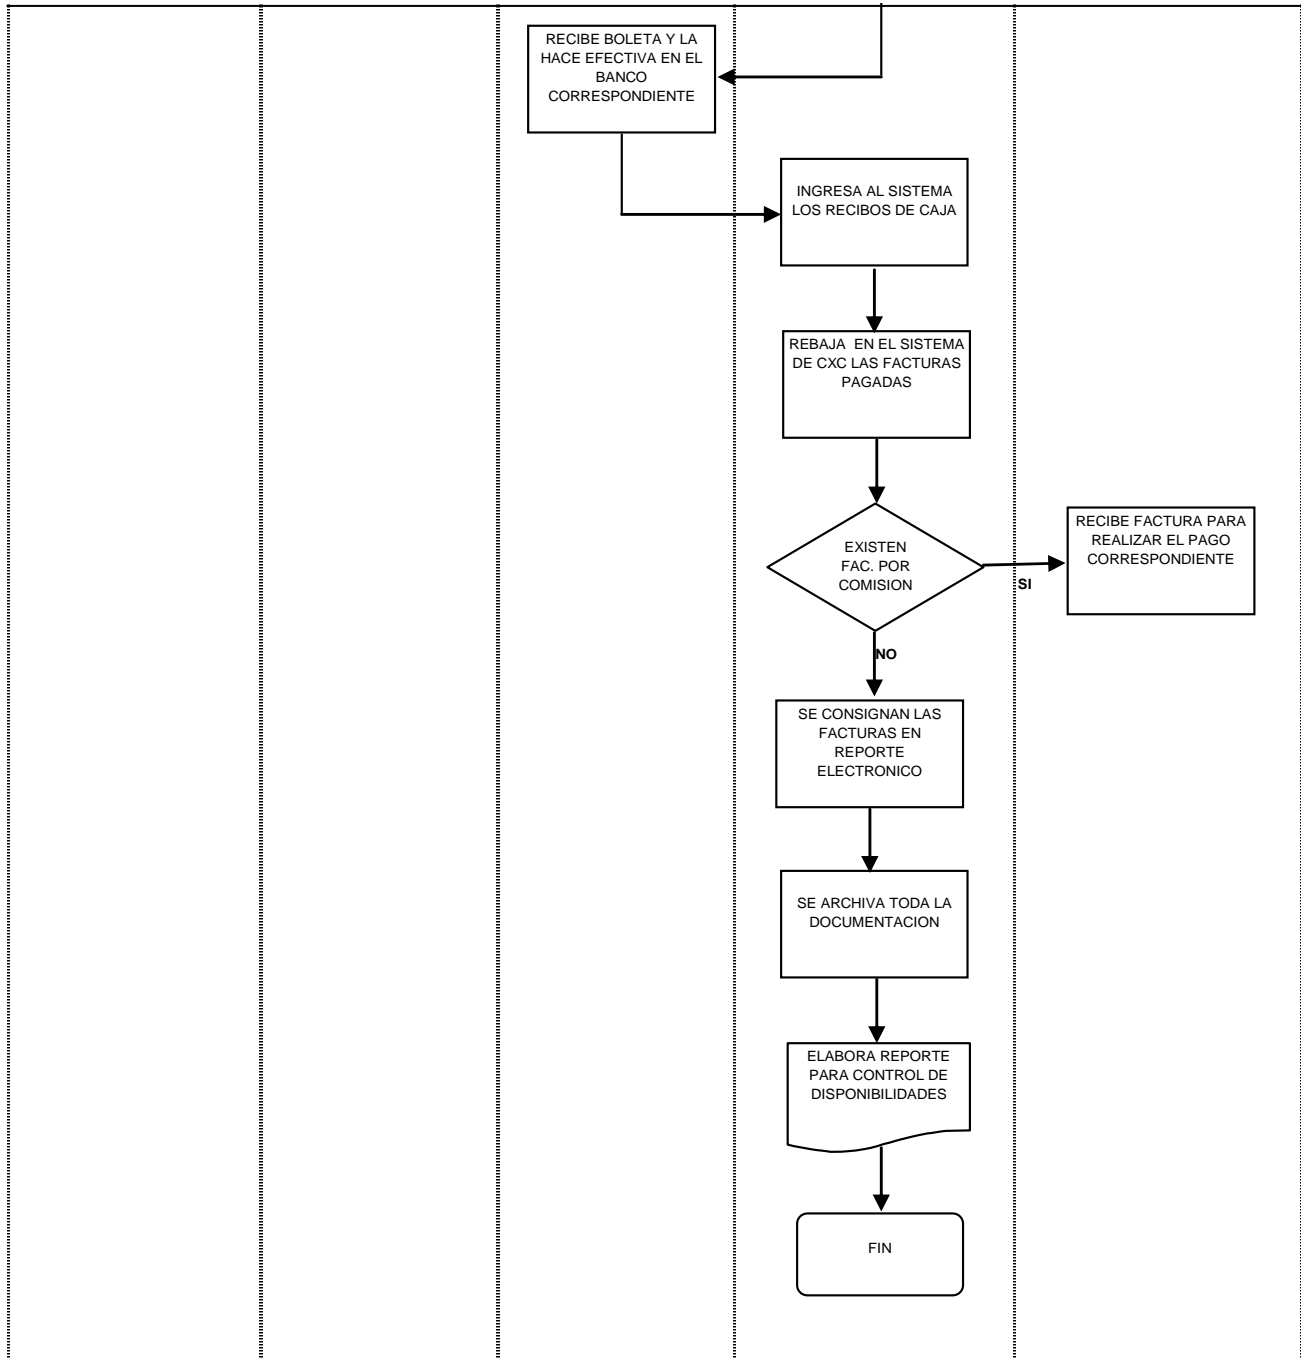 RECIBE BOLETA Y LA
HACE EFECTIVA EN EL
BANCO
CORRESPONDIENTE
INGRESA AL SISTEMA
LOS RECIBOS DE CAJA
REBAJA EN EL SISTEMA
DE CXC LAS FACTURAS
PAGADAS
EXISTEN
FAC. POR
COMISION
SI
RECIBE FACTURA PARA
REALIZAR EL PAGO
CORRESPONDIENTE
NO
SE CONSIGNAN LAS
FACTURAS EN
REPORTE
ELECTRONICO
SE ARCHIVA TODA LA
DOCUMENTACION
ELABORA REPORTE
PARA CONTROL DE
DISPONIBILIDADES
FIN